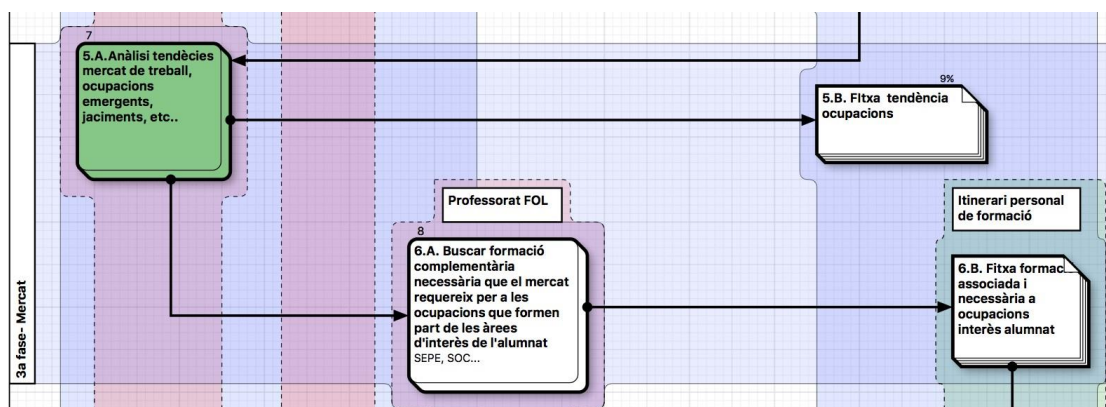 7
5.A.Anàlisi tendècies
mercat de treball,
ocupacions
emergents,
jaciments, etc..
9%
5.B. FItxa tendència
ocupacions
Professorat FOL
Itinerari personal
de formació
8
6.A. Buscar formació
complementària
necessària que el mercat
requereix per a les
ocupacions que formen
part de les àrees
d'interès de l'alumnat
SEPE, SOC...
6.B. Fitxa formac
associada i
necessària a
ocupacions
interès alumnat
3a fase- Mercat